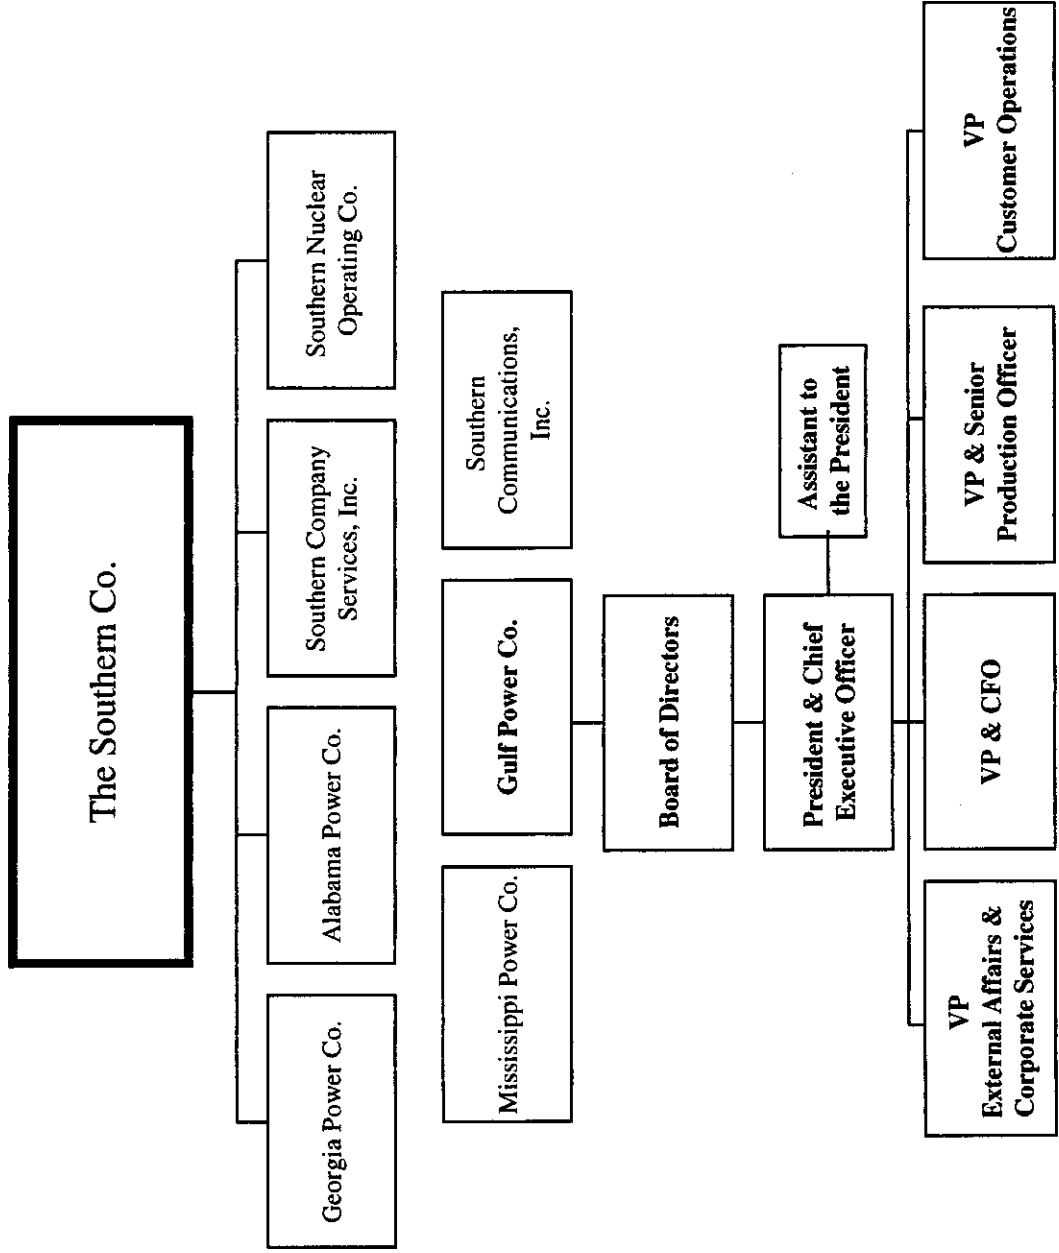 The Southern Co.
Georgia Power Co.
Alabama Power Co.
Southern Company
Services, Inc.
Southern Nuclear
Operating Co.
Mississippi Power Co.
Gulf Power Co.
Southern
Communications,
Inc.
Board of Directors
President & Chief
Executive Officer
Assistant to
the President
VP
External Affairs &
Corporate Services
VP & CFO
VP & Senior
Production Officer
VP
Customer Operations